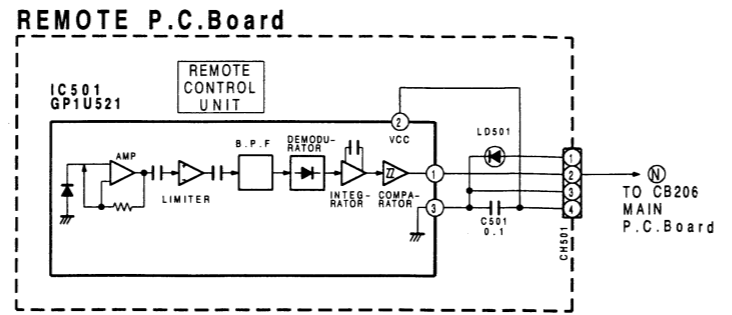 REMOTE P.C.Board
IC501
GP1U521
REMOTE
CONTROL
UNIT
2
VCC
AMP
LIMITER
B.P.F
DEMODU-
RATOR
INTEG-
RATOR
COMPA-
RATOR
1
3
LD501
C501
0.1
1
2
3
4
CH501
N
TO CB206
MAIN
P.C.Board